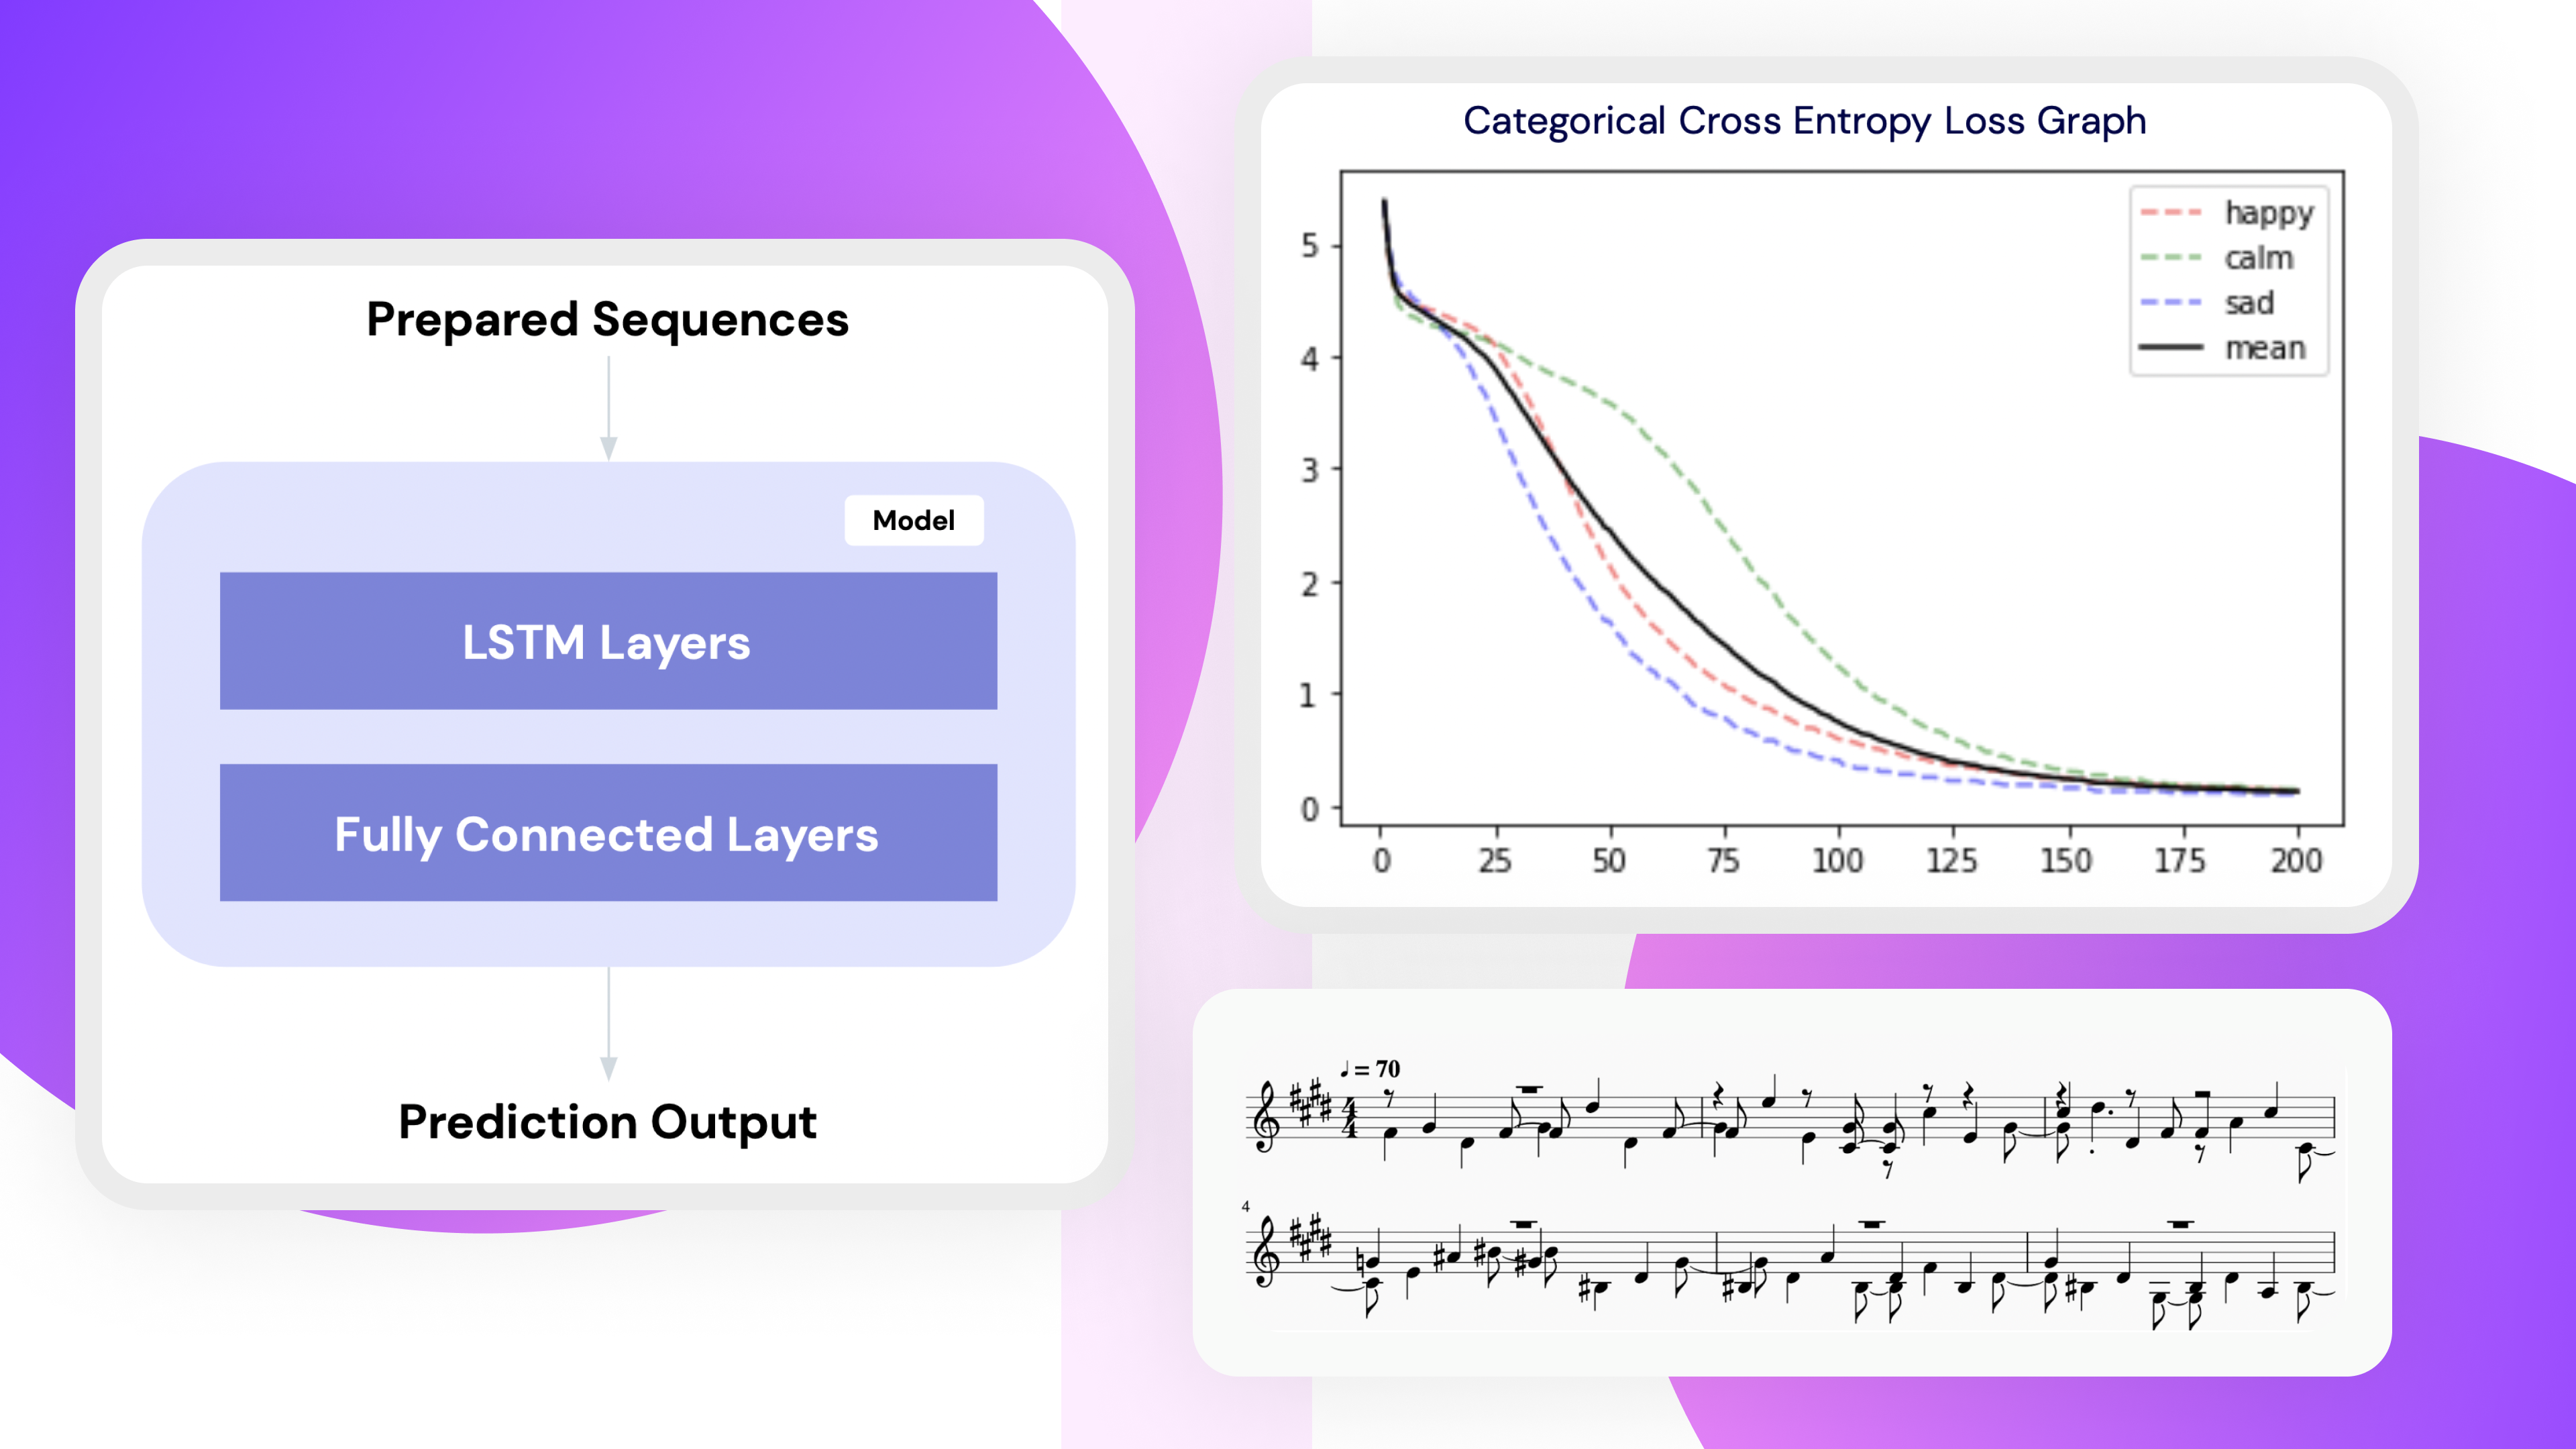 Prepared Sequences
Model
LSTM Layers
Fully Connected Layers
Prediction Output
Categorical Cross Entropy Loss Graph
happy
calm
sad
mean
5
4
3
2
1
0
0 25 50 75 100 125 150 175 200
♩ = 70
4
4
4